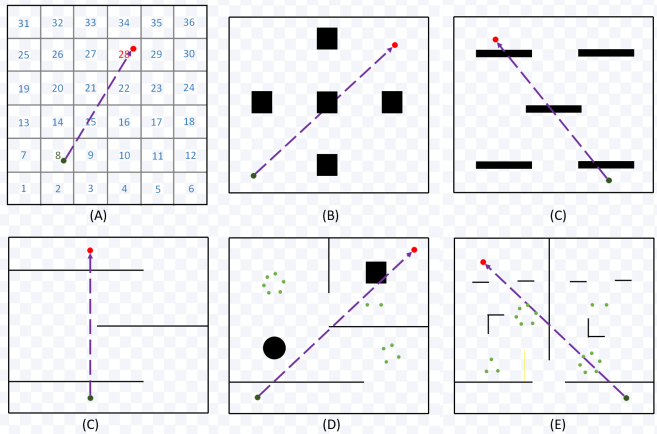 31 32 33 34 35 36
25 26 27 28 29 30
19 20 21 22 23 24
13 14 15 16 17 18
7 8 9 10 11 12
1 2 3 4 5 6
(A) (B) (C)
(C) (D) (E)